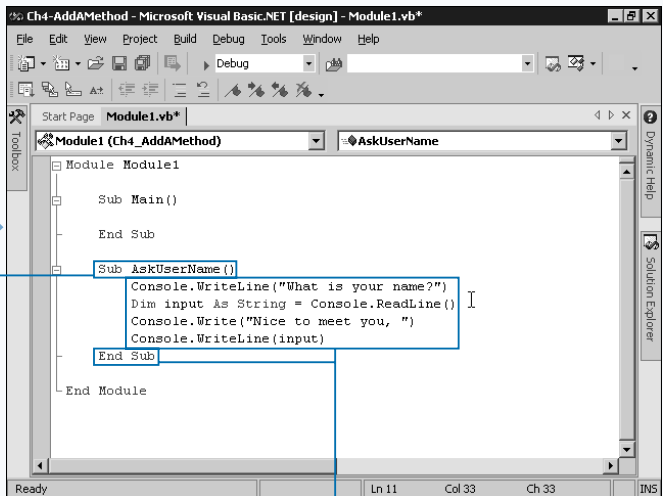 Ch4-AddAMethod - Microsoft Visual Basic.NET [design] - Module1.vb*
File Edit View Project Build Debug Tools Window Help
Debug
Start Page Module1.vb*
Module1 (Ch4_AddAMethod) AskUserName
Toolbox
Module Module1
Sub Main()
End Sub
Sub AskUserName()
Console.WriteLine("What is your name?")
Dim input As String = Console.ReadLine()
Console.Write("Nice to meet you, ")
Console.WriteLine(input)
End Sub
End Module
Dynamic Help
Solution Explorer
Ready Ln 11 Col 33 Ch 33 INS